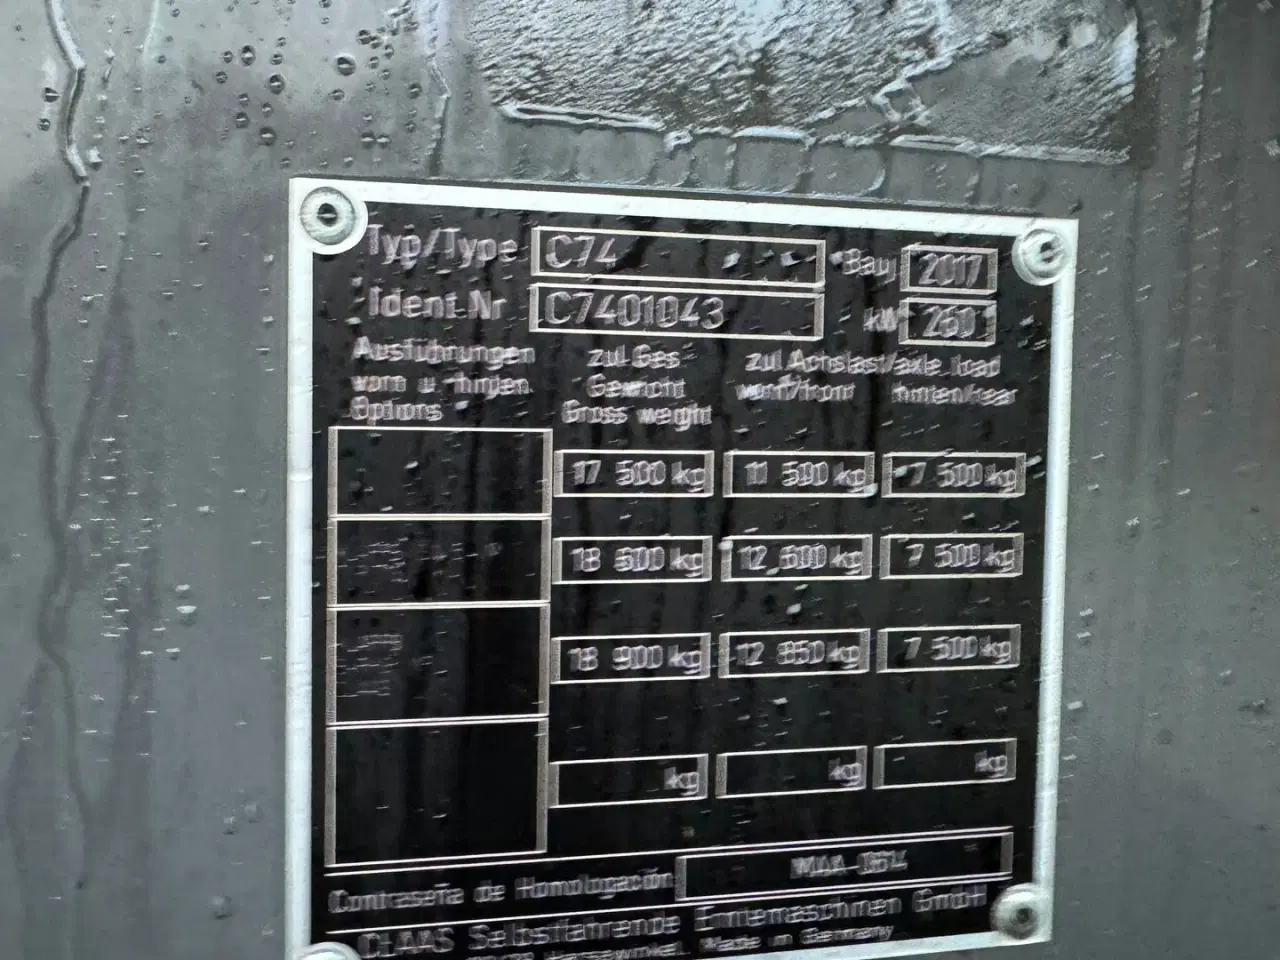 Typ/Type C74 Bauj 2017
Ident.Nr C7401043 kW 260
Ausführungen zul. Ges. zul. Achslast/axle load
vorn u. hinten Gewicht vorn/front hinten/rear
Options Gross weight
17 500 kg 11 500 kg 7 500 kg
18 600 kg 12 600 kg 7 500 kg
18 900 kg 12 850 kg 7 500 kg
kg kg kg
Contraseña de Homologación
CLAAS Selbstfahrende Erntemaschinen GmbH
Harsewinkel. Made in Germany